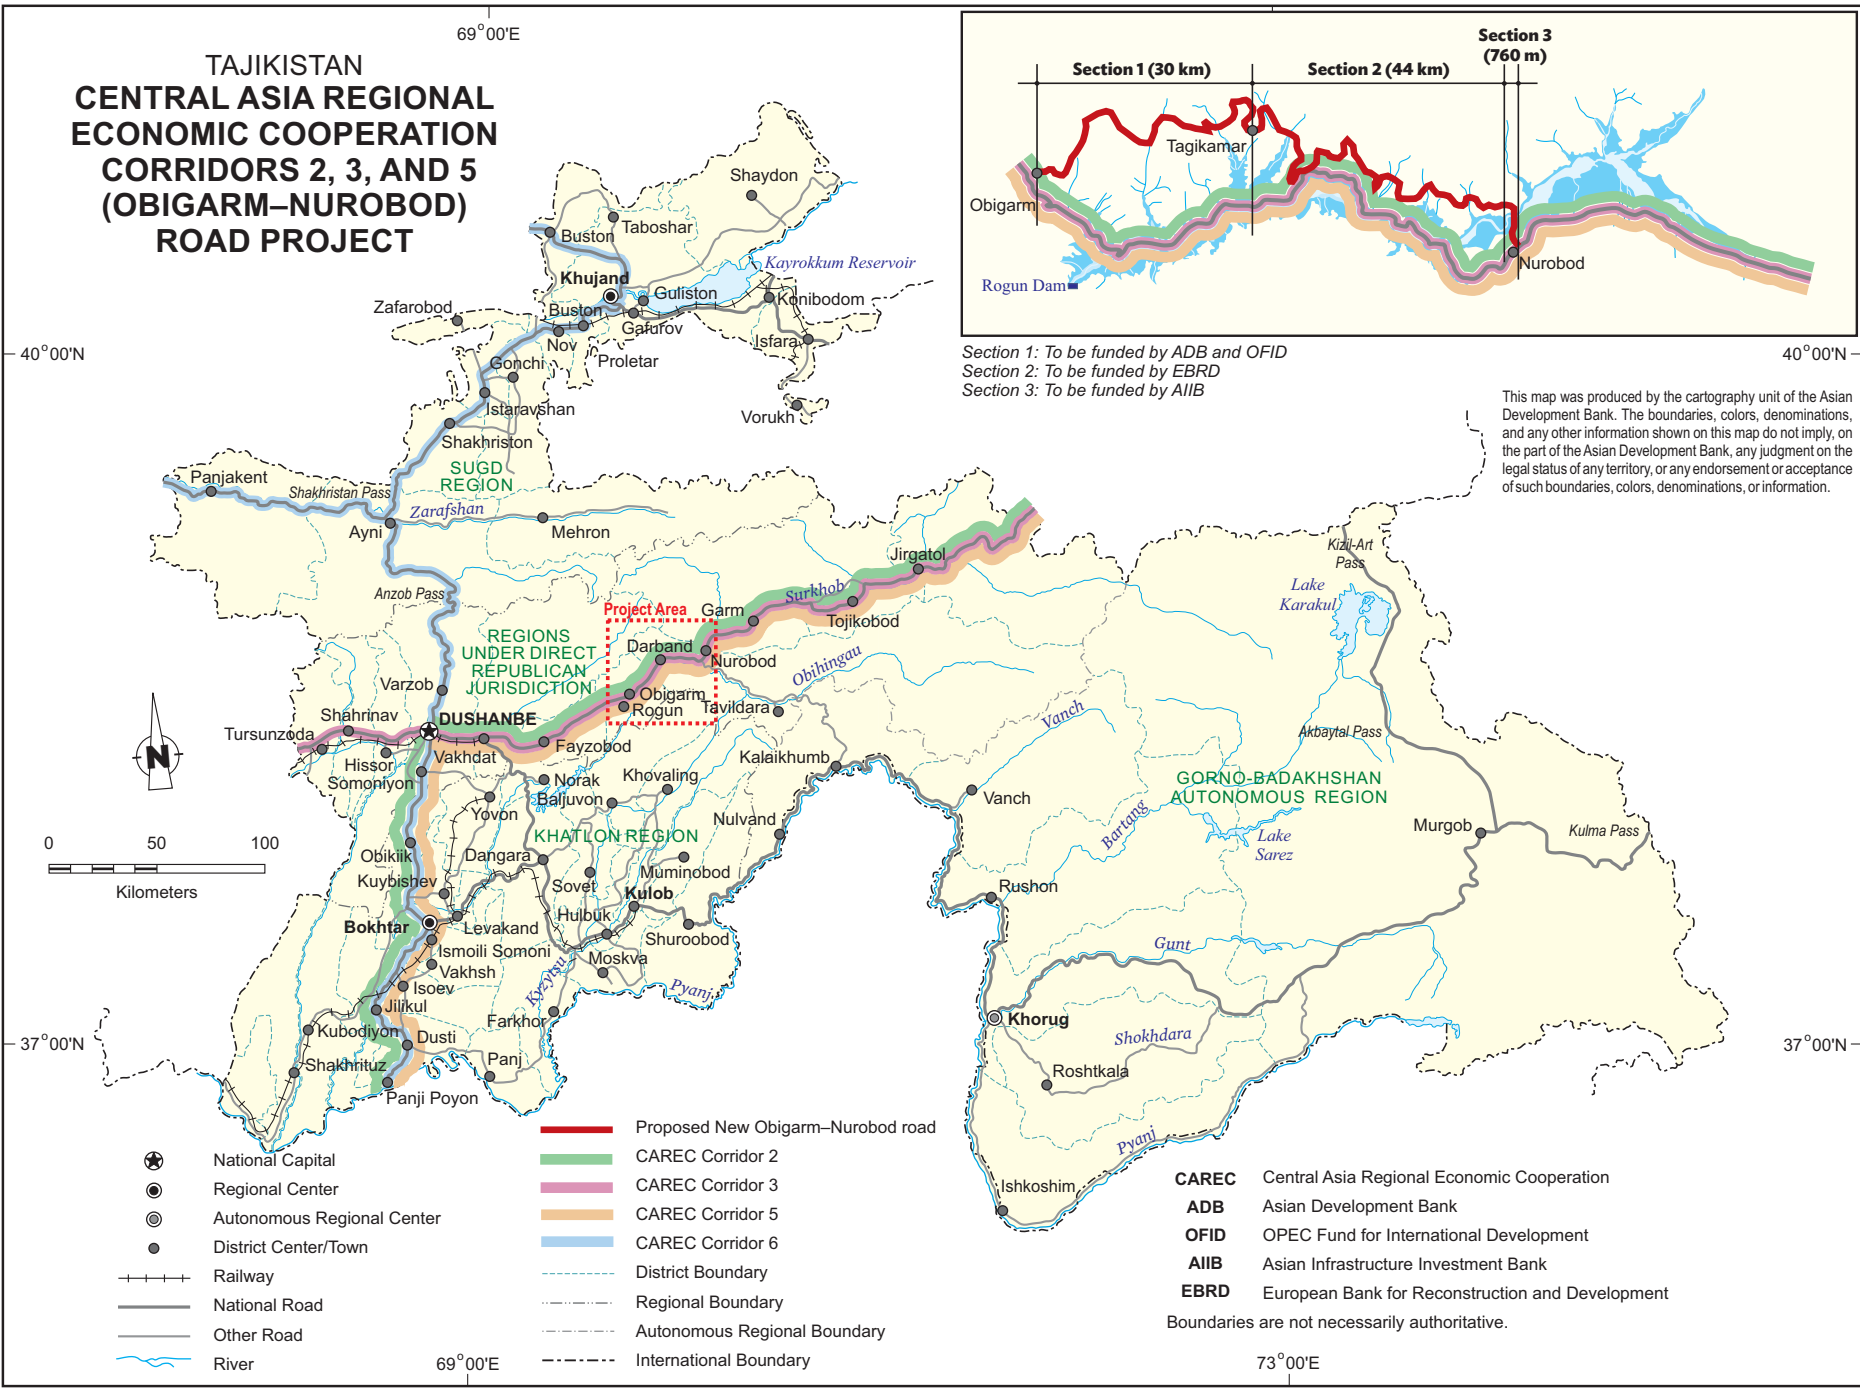 69°00'E
TAJIKISTAN
CENTRAL ASIA REGIONAL
ECONOMIC COOPERATION
CORRIDORS 2, 3, AND 5
(OBIGARM–NUROBOD)
ROAD PROJECT
Section 3
(760 m)
Section 1 (30 km)
Section 2 (44 km)
Tagikamar
Obigarm
Nurobod
Rogun Dam
Section 1: To be funded by ADB and OFID
Section 2: To be funded by EBRD
Section 3: To be funded by AIIB
40°00'N
40°00'N
This map was produced by the cartography unit of the Asian
Development Bank. The boundaries, colors, denominations,
and any other information shown on this map do not imply, on
the part of the Asian Development Bank, any judgment on the
legal status of any territory, or any endorsement or acceptance
of such boundaries, colors, denominations, or information.
Shaydon
Taboshar
Buston
Kayrokkum Reservoir
Khujand
Guliston
Konibodom
Zafarobod
Buston
Gafurov
Nov
Isfara
Proletar
Gonchi
Istaravshan
Vorukh
Shakhriston
SUGD
REGION
Panjakent
Shakhristan Pass
Zarafshan
Ayni
Mehron
Kizil-Art
Pass
Jirgatol
Anzob Pass
Surkhob
Lake
Karakul
Project Area
Garm
Tojikobod
REGIONS
UNDER DIRECT
REPUBLICAN
JURISDICTION
Darband
Nurobod
Obihingau
Varzob
Obigarm
Rogun
Tavildara
Vanch
Shahrinav
DUSHANBE
Tursunzoda
Akbaytal Pass
Fayzobod
Vakhdat
Kalaikhumb
Hissor
Somoniyon
Norak
Khovaling
Baljuvon
GORNO-BADAKHSHAN
AUTONOMOUS REGION
Vanch
Yovon
Nulvand
Bartang
Murgob
Kulma Pass
KHATLON REGION
Lake
Sarez
0
50
100
Kilometers
Obikiik
Dangara
Muminobod
Kuybishev
Sovet
Kulob
Rushon
Bokhtar
Hulbuk
Levakand
Shuroobod
Gunt
Ismoili Somoni
Moskva
Vakhsh
Kyzytsu
Isoev
Pyanj
Jilikul
Farkhor
Khorug
Kubodiyon
Dusti
Shokhdara
37°00'N
37°00'N
Shakhrituz
Panj
Roshtkala
Panji Poyon
Pyanj
Ishkoshim
National Capital
Regional Center
Autonomous Regional Center
District Center/Town
Railway
National Road
Other Road
River
Proposed New Obigarm–Nurobod road
CAREC Corridor 2
CAREC Corridor 3
CAREC Corridor 5
CAREC Corridor 6
District Boundary
Regional Boundary
Autonomous Regional Boundary
International Boundary
CAREC Central Asia Regional Economic Cooperation
ADB Asian Development Bank
OFID OPEC Fund for International Development
AIIB Asian Infrastructure Investment Bank
EBRD European Bank for Reconstruction and Development
Boundaries are not necessarily authoritative.
69°00'E
73°00'E
N